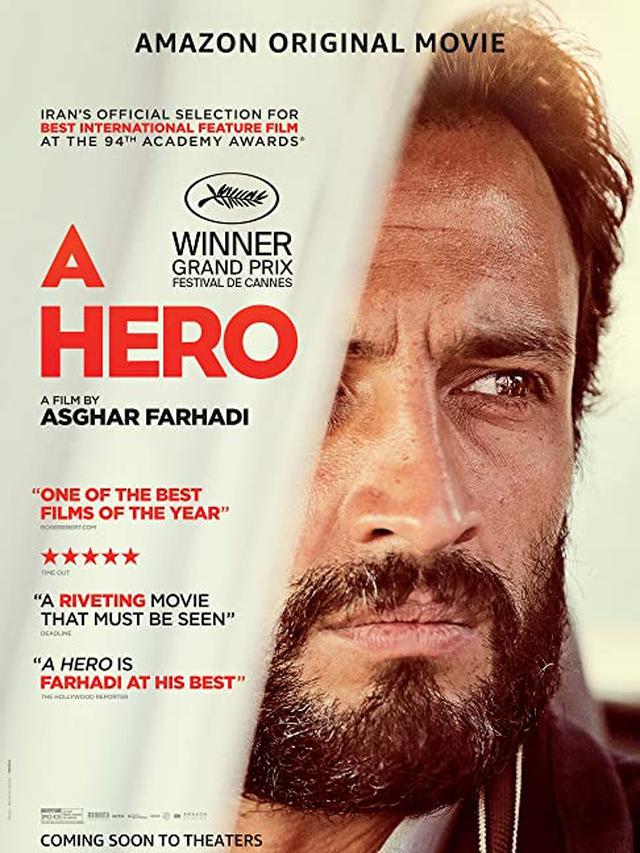 AMAZON ORIGINAL MOVIE
IRAN'S OFFICIAL SELECTION FOR
BEST INTERNATIONAL FEATURE FILM
AT THE 94TH ACADEMY AWARDS®
WINNER
GRAND PRIX
FESTIVAL DE CANNES
A
HERO
A FILM BY
ASGHAR FARHADI
“ONE OF THE BEST
FILMS OF THE YEAR”
ROGEREBERT.COM
★★★★★
TIME OUT
“A RIVETING MOVIE
THAT MUST BE SEEN”
DEADLINE
“A HERO IS
FARHADI AT HIS BEST”
THE HOLLYWOOD REPORTER
COMING SOON TO THEATERS